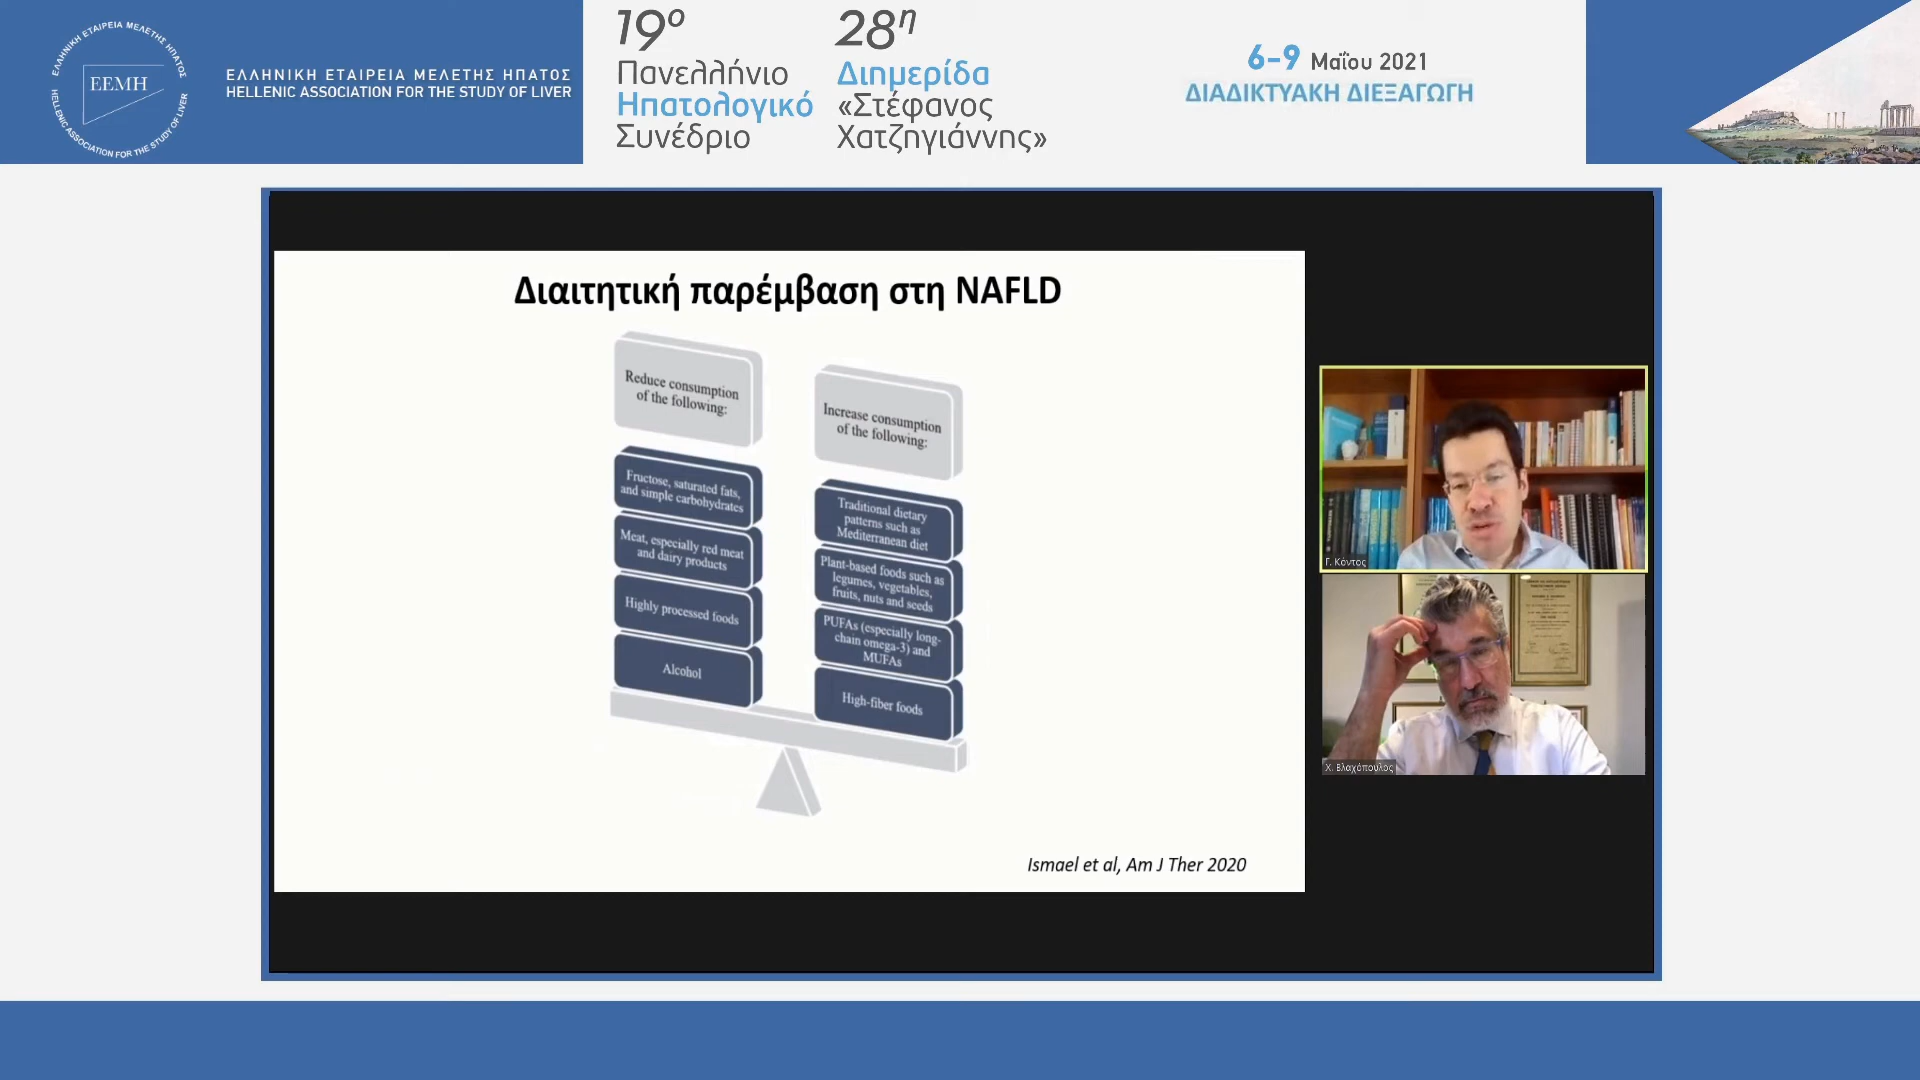 ΕΛΛΗΝΙΚΗ ΕΤΑΙΡΕΙΑ ΜΕΛΕΤΗΣ ΗΠΑΤΟΣ
ΕΕΜΗ
HELLENIC ASSOCIATION FOR THE STUDY OF LIVER
ΕΛΛΗΝΙΚΗ ΕΤΑΙΡΕΙΑ ΜΕΛΕΤΗΣ ΗΠΑΤΟΣ
HELLENIC ASSOCIATION FOR THE STUDY OF LIVER
19ο
Πανελλήνιο
Ηπατολογικό
Συνέδριο
28η
Διημερίδα
«Στέφανος
Χατζηγιάννης»
6-9 Μαΐου 2021
ΔΙΑΔΙΚΤΥΑΚΗ ΔΙΕΞΑΓΩΓΗ
Διαιτητική παρέμβαση στη NAFLD
Reduce consumption
of the following:
Fructose, saturated fats,
and simple carbohydrates
Meat, especially red meat
and dairy products
Highly processed foods
Alcohol
Increase consumption
of the following:
Traditional dietary
patterns such as
Mediterranean diet
Plant-based foods such as
legumes, vegetables,
fruits, nuts and seeds
PUFAs (especially long-
chain omega-3) and
MUFAs
High-fiber foods
Ismael et al, Am J Ther 2020
Γ. Κόντος
Χ. Βλαχόπουλος